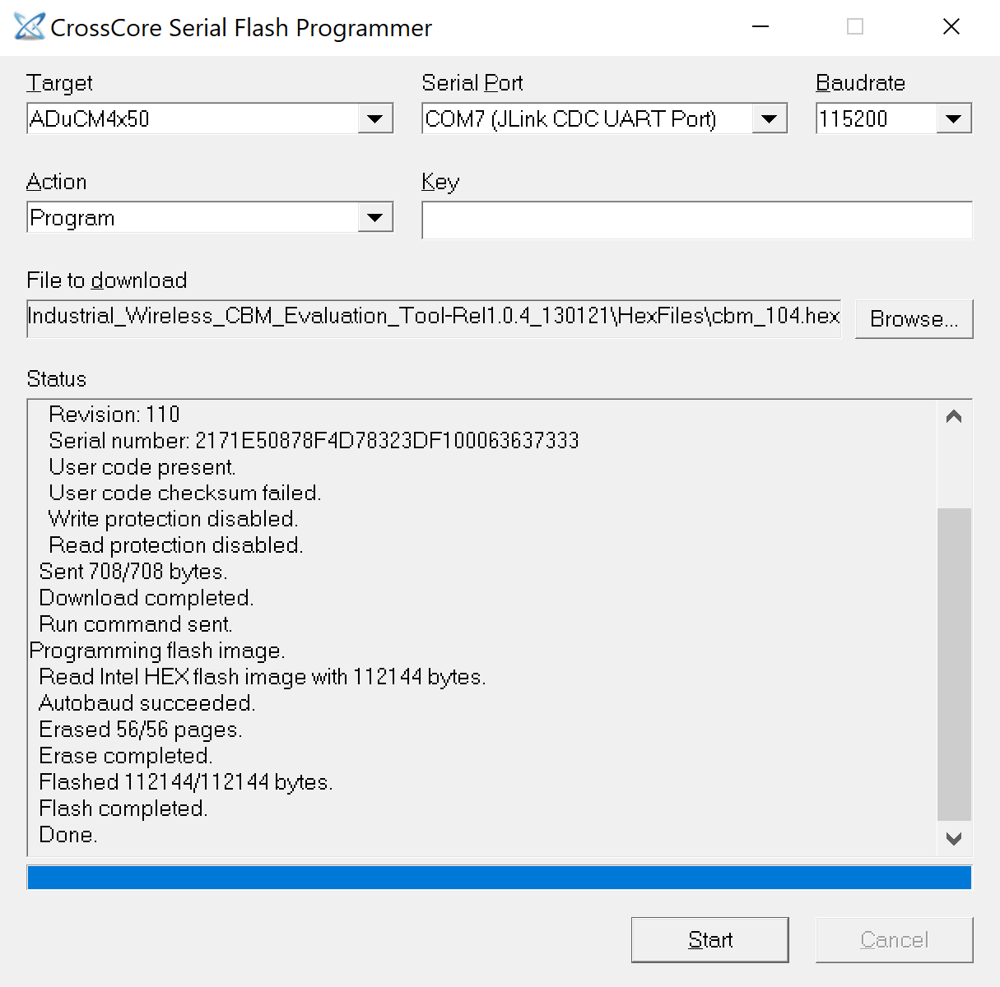 CrossCore Serial Flash Programmer
Target
Serial Port
Baudrate
ADuCM4x50
COM7 (JLink CDC UART Port)
115200
Action
Key
Program
File to download
Industrial_Wireless_CBM_Evaluation_Tool-Rel1.0.4_130121\HexFiles\cbm_104.hex
Browse...
Status
Revision: 110
Serial number: 2171E50878F4D78323DF100063637333
User code present.
User code checksum failed.
Write protection disabled.
Read protection disabled.
Sent 708/708 bytes.
Download completed.
Run command sent.
Programming flash image.
Read Intel HEX flash image with 112144 bytes.
Autobaud succeeded.
Erased 56/56 pages.
Erase completed.
Flashed 112144/112144 bytes.
Flash completed.
Done.
Start
Cancel